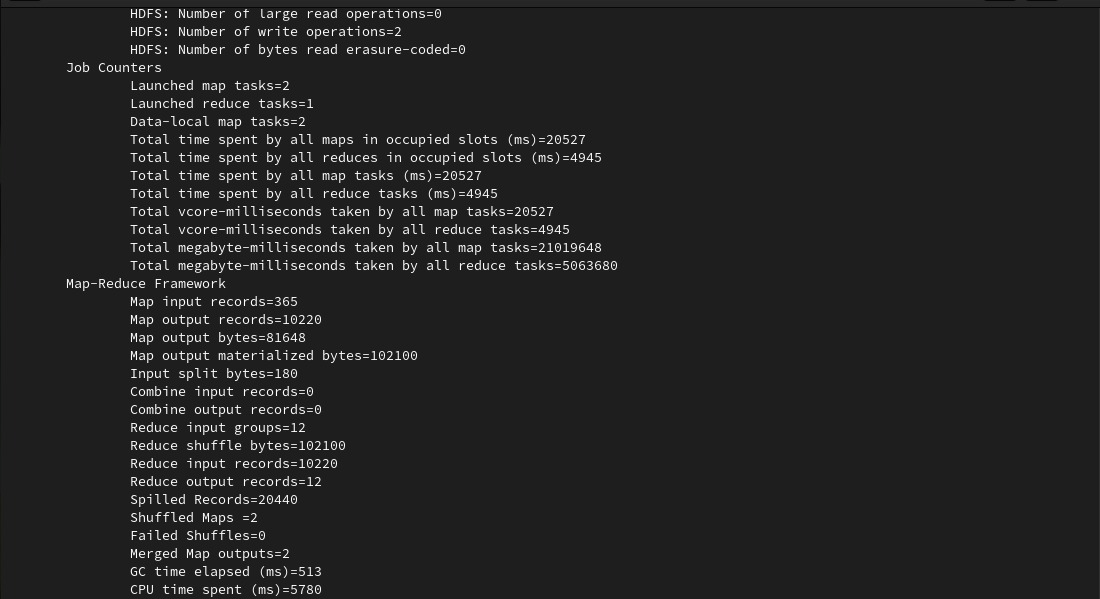 HDFS: Number of large read operations=0
HDFS: Number of write operations=2
HDFS: Number of bytes read erasure-coded=0
Job Counters
Launched map tasks=2
Launched reduce tasks=1
Data-local map tasks=2
Total time spent by all maps in occupied slots (ms)=20527
Total time spent by all reduces in occupied slots (ms)=4945
Total time spent by all map tasks (ms)=20527
Total time spent by all reduce tasks (ms)=4945
Total vcore-milliseconds taken by all map tasks=20527
Total vcore-milliseconds taken by all reduce tasks=4945
Total megabyte-milliseconds taken by all map tasks=21019648
Total megabyte-milliseconds taken by all reduce tasks=5063680
Map-Reduce Framework
Map input records=365
Map output records=10220
Map output bytes=81648
Map output materialized bytes=102100
Input split bytes=180
Combine input records=0
Combine output records=0
Reduce input groups=12
Reduce shuffle bytes=102100
Reduce input records=10220
Reduce output records=12
Spilled Records=20440
Shuffled Maps =2
Failed Shuffles=0
Merged Map outputs=2
GC time elapsed (ms)=513
CPU time spent (ms)=5780